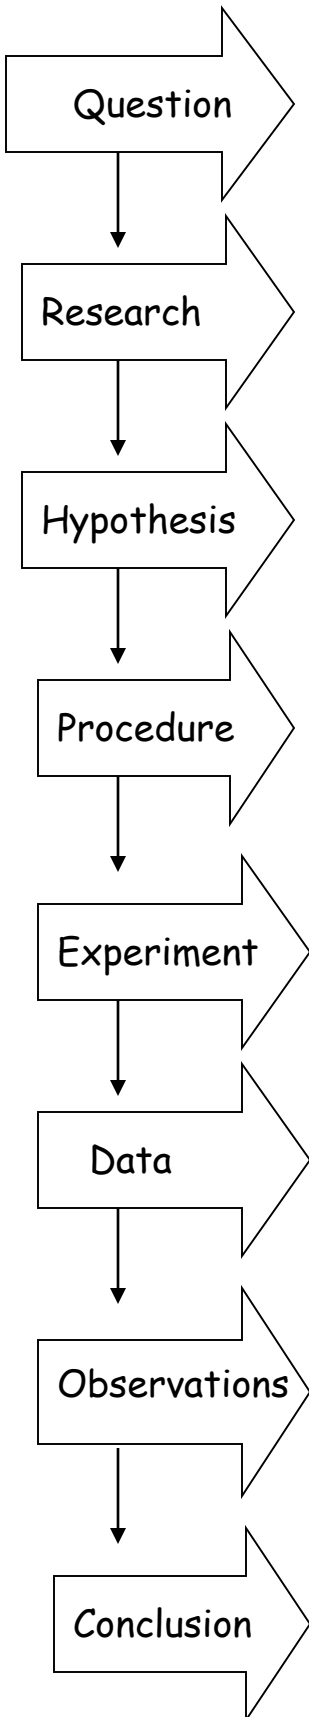 Question
Research
Hypothesis
Procedure
Experiment
Data
Observations
Conclusion